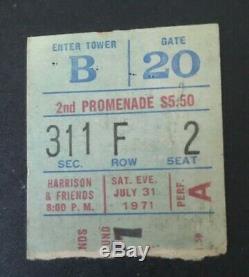 ENTER TOWER GATE
B 20
2nd PROMENADE $5.50
311 F 2
SEC. ROW SEAT
HARRISON & FRIENDS 8:00 P.M.
SAT. EVE. JULY 31 1971
PERF. A
1